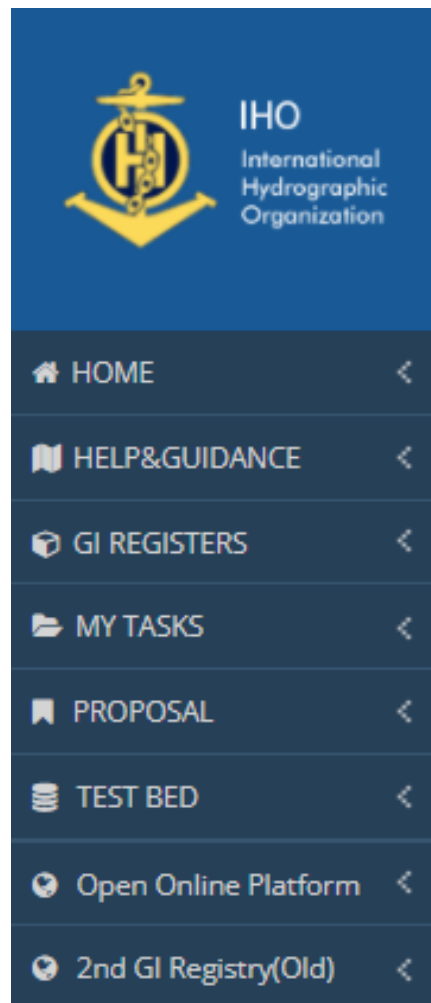 IHO
International
Hydrographic
Organization
HOME
HELP&GUIDANCE
GI REGISTERS
MY TASKS
PROPOSAL
TEST BED
Open Online Platform
2nd GI Registry(Old)